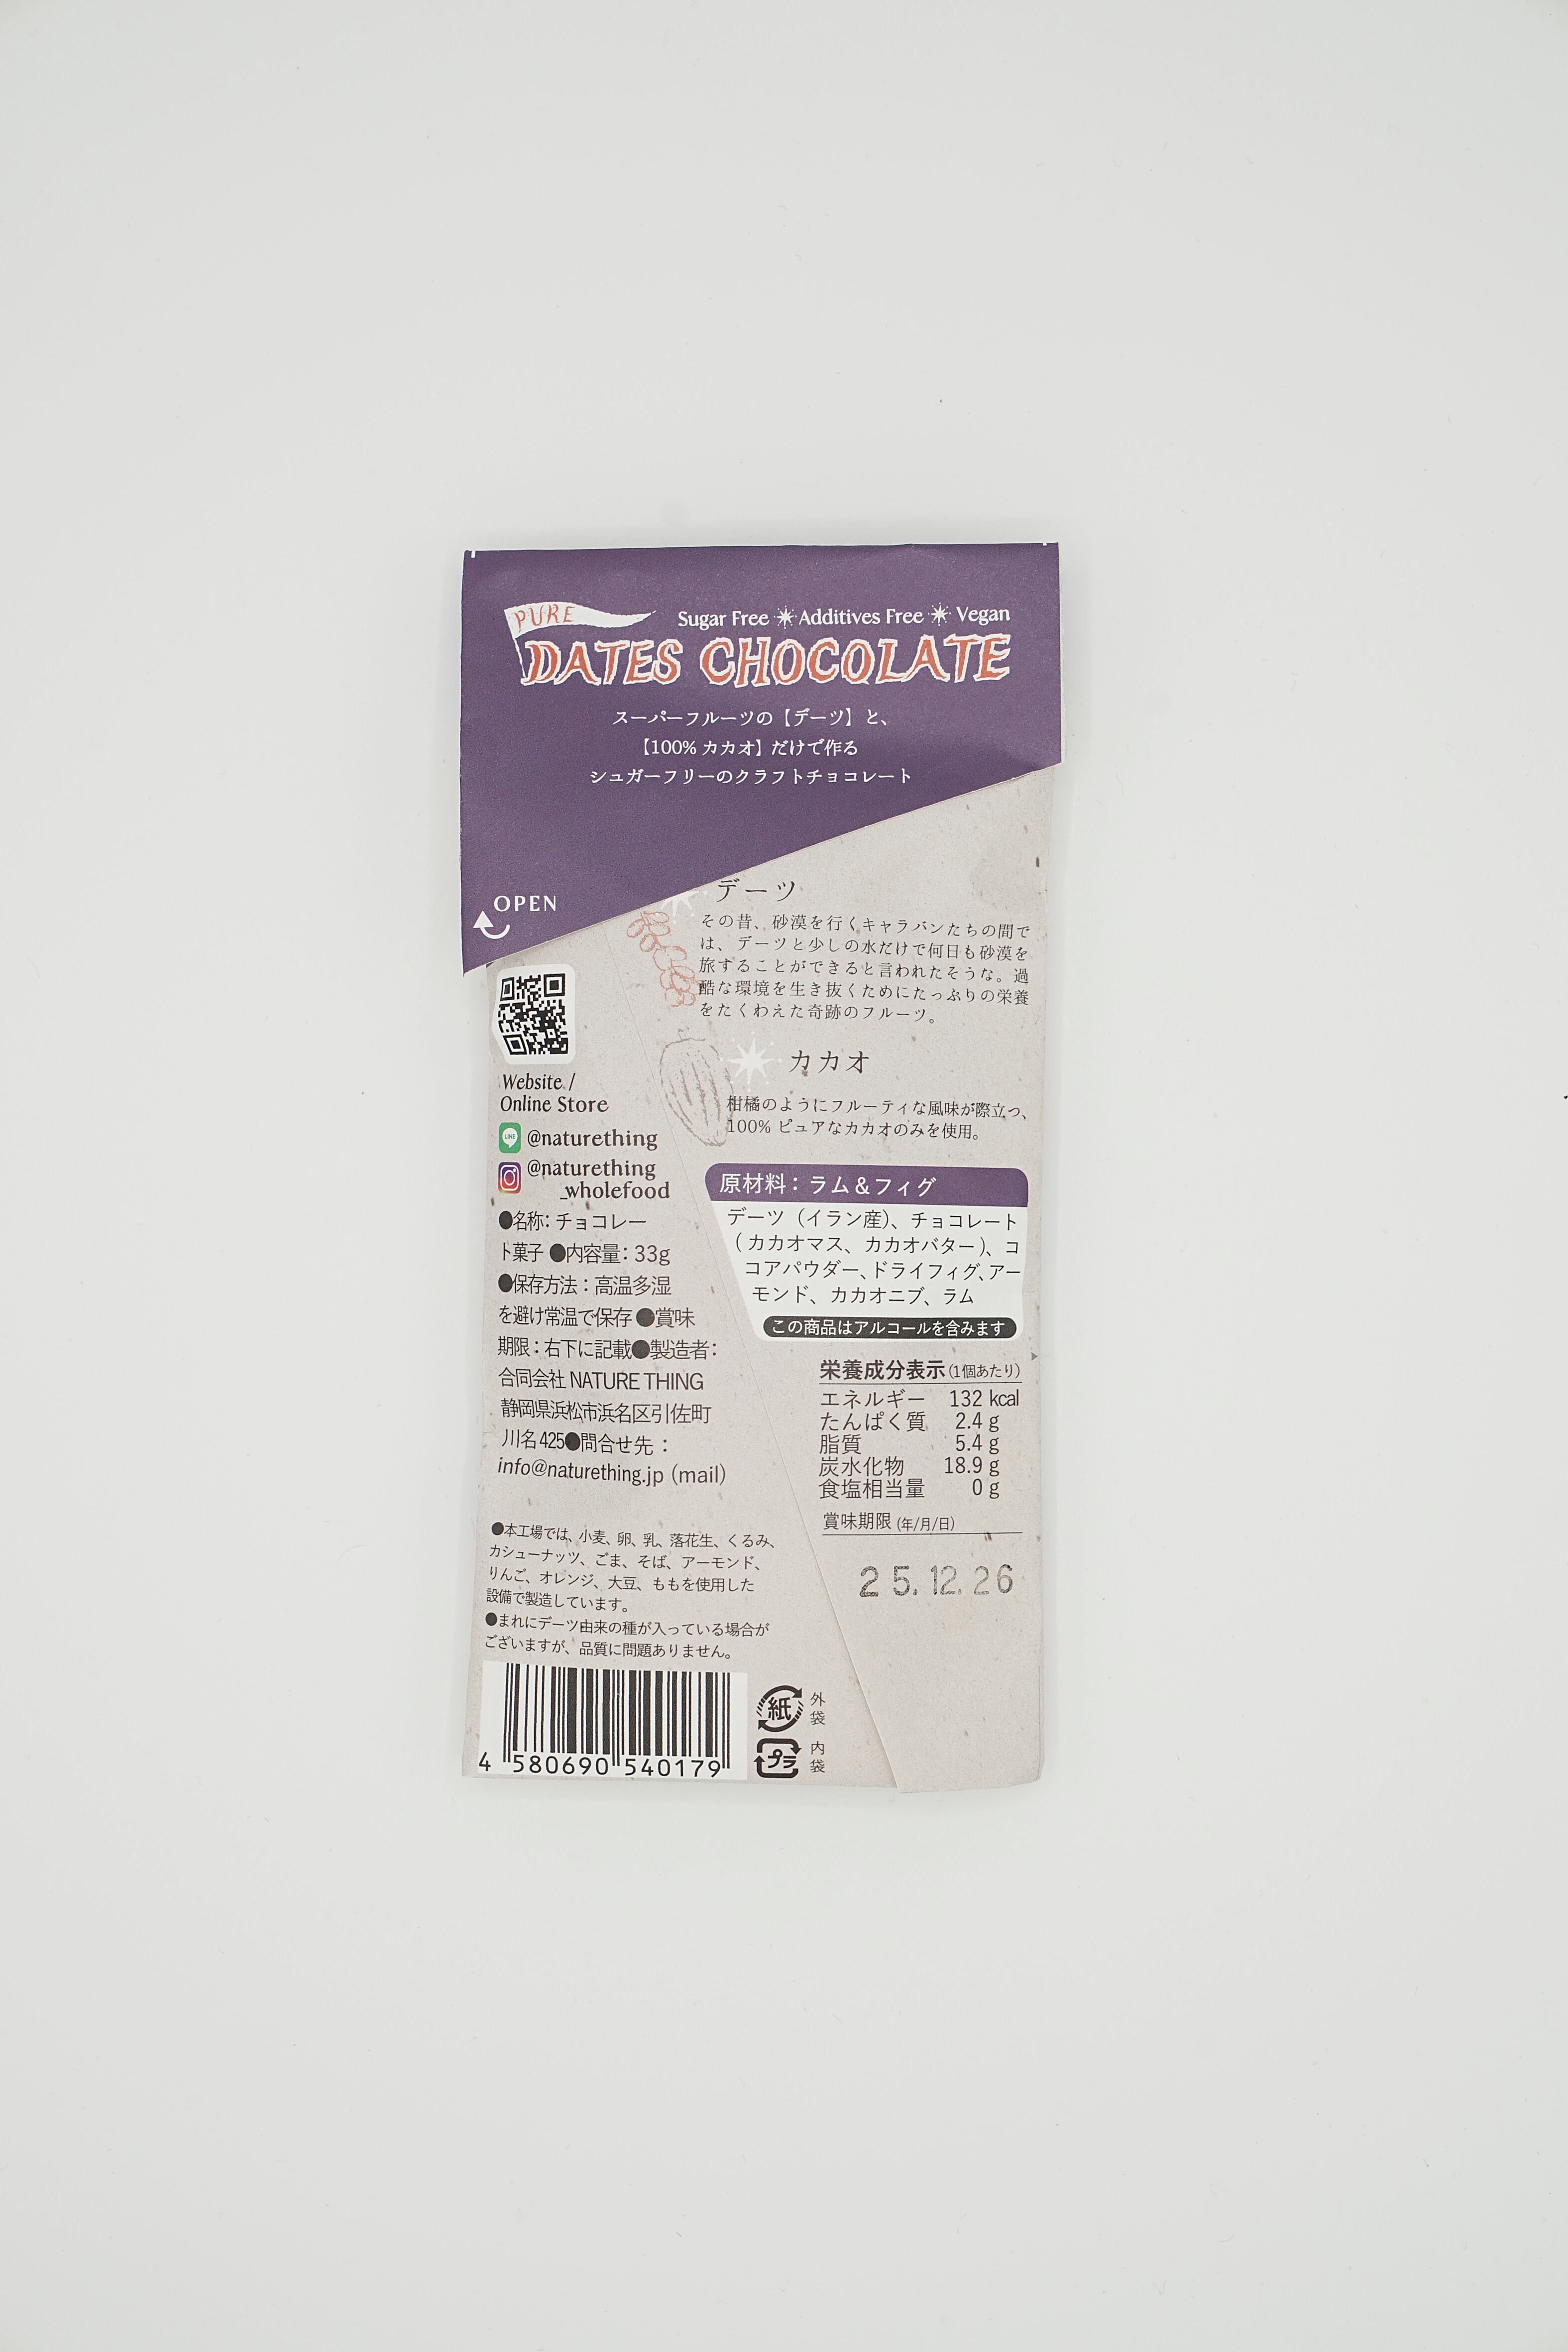 PURE
Sugar Free Additives Free Vegan
DATES CHOCOLATE
スーパーフルーツの【デーツ】と、
【100% カカオ】だけで作る
シュガーフリーのクラフトチョコレート
OPEN
デーツ
その昔、砂漠を行くキャラバンたちの間で
は、デーツと少しの水だけで何日も砂漠を
旅することができると言われたそうな。過
酷な環境を生き抜くためにたっぷりの栄養
をたくわえた奇跡のフルーツ。
カカオ
柑橘のようにフルーティな風味が際立つ、
100% ピュアなカカオのみを使用。
Website /
Online Store
LINE
@naturething
@naturething
_wholefood
●名称：チョコレー
ト菓子 ●内容量：33g
●保存方法：高温多湿
を避け常温で保存 ●賞味
期限：右下に記載●製造者：
合同会社 NATURE THING
静岡県浜松市浜名区引佐町
川名425●問合せ先：
info@naturething.jp (mail)
原材料：ラム＆フィグ
デーツ（イラン産）、チョコレート
（カカオマス、カカオバター）、コ
コアパウダー、ドライフィグ、アー
モンド、カカオニブ、ラム
この商品はアルコールを含みます
栄養成分表示（1個あたり）
エネルギー 132 kcal
たんぱく質 2.4 g
脂質 5.4 g
炭水化物 18.9 g
食塩相当量 0 g
賞味期限（年/月/日）
25.12.26
●本工場では、小麦、卵、乳、落花生、くるみ、
カシューナッツ、ごま、そば、アーモンド、
りんご、オレンジ、大豆、ももを使用した
設備で製造しています。
●まれにデーツ由来の種が入っている場合が
ございますが、品質に問題ありません。
4 580690 540179
紙 外袋
プラ 内袋